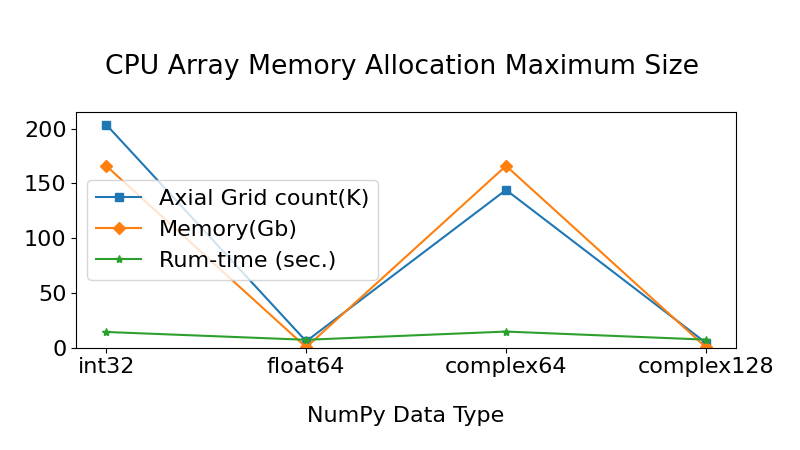 CPU Array Memory Allocation Maximum Size
200
150
100
50
0
Axial Grid count(K)
Memory(Gb)
Rum-time (sec.)
int32 float64 complex64 complex128
NumPy Data Type